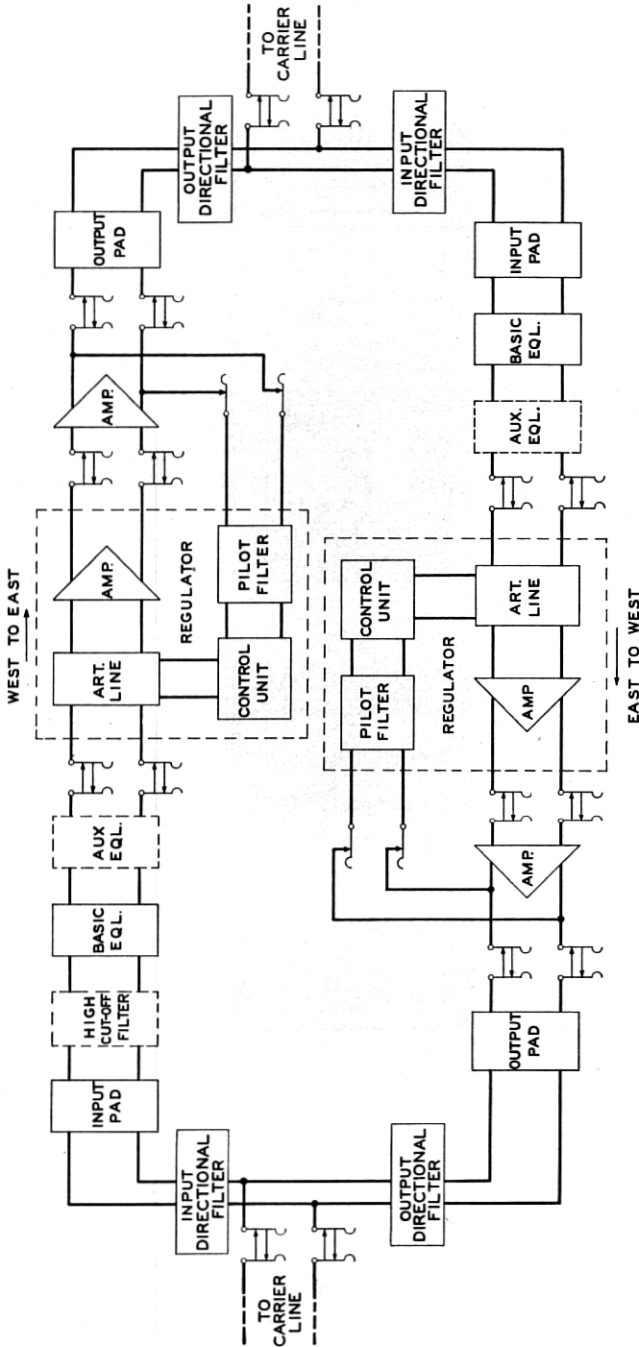 WEST TO EAST
INPUT
PAD
HIGH
CUT-OFF
FILTER
BASIC
EQL.
AUX
EQL.
ART.
LINE
AMP.
REGULATOR
CONTROL
UNIT
PILOT
FILTER
AMP.
OUTPUT
PAD
INPUT
DIRECTIONAL
FILTER
OUTPUT
DIRECTIONAL
FILTER
TO
CARRIER
LINE
TO
CARRIER
LINE
OUTPUT
DIRECTIONAL
FILTER
INPUT
DIRECTIONAL
FILTER
PILOT
FILTER
CONTROL
UNIT
REGULATOR
OUTPUT
PAD
AMP.
AMP
ART.
LINE
AUX.
EQL.
BASIC
EQL.
INPUT
PAD
EAST TO WEST